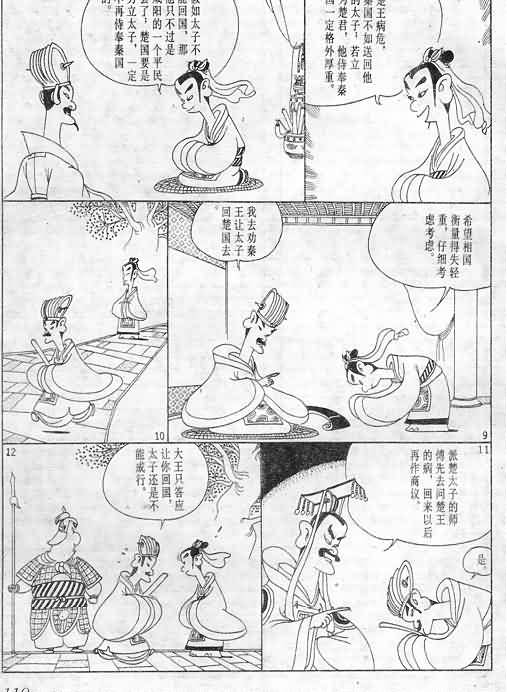 楚王病危，
秦国不如送回他
的太子；若立
为楚君，他侍奉秦
国一定格外厚重。
假如太子不
能回国，那
他只不过是
咸阳的一个平民
罢了；楚国要是
另立太子，一定
不再侍奉秦国
的。
希望相国
衡量得失轻
重，仔细考
虑考虑。
我去劝秦
王让太子
回楚国去
9
10
派楚太子的师
傅先去问楚王
的病，回来以后
再作商议。
是。
11
大王只答应
让你回国，
太子还是不
能成行。
12